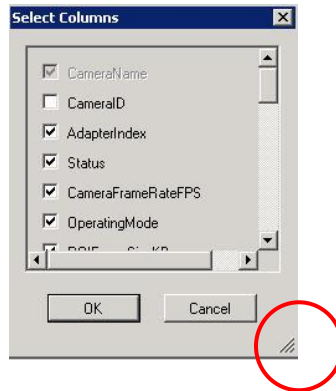 Select Columns
CameraName
CameraID
AdapterIndex
Status
CameraFrameRateFPS
OperatingMode
OK Cancel